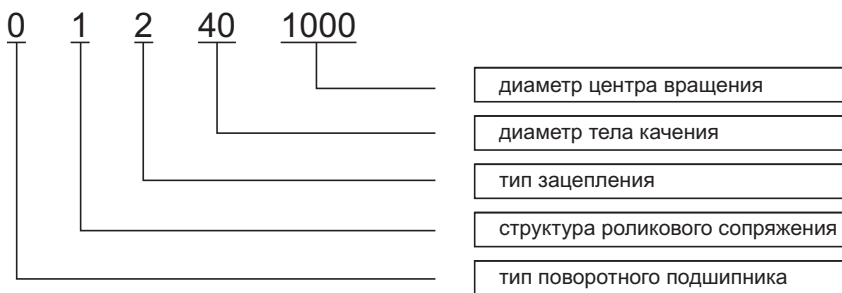 0 1 2 40 1000
диаметр центра вращения
диаметр тела качения
тип зацепления
структура роликового сопряжения
тип поворотного подшипника